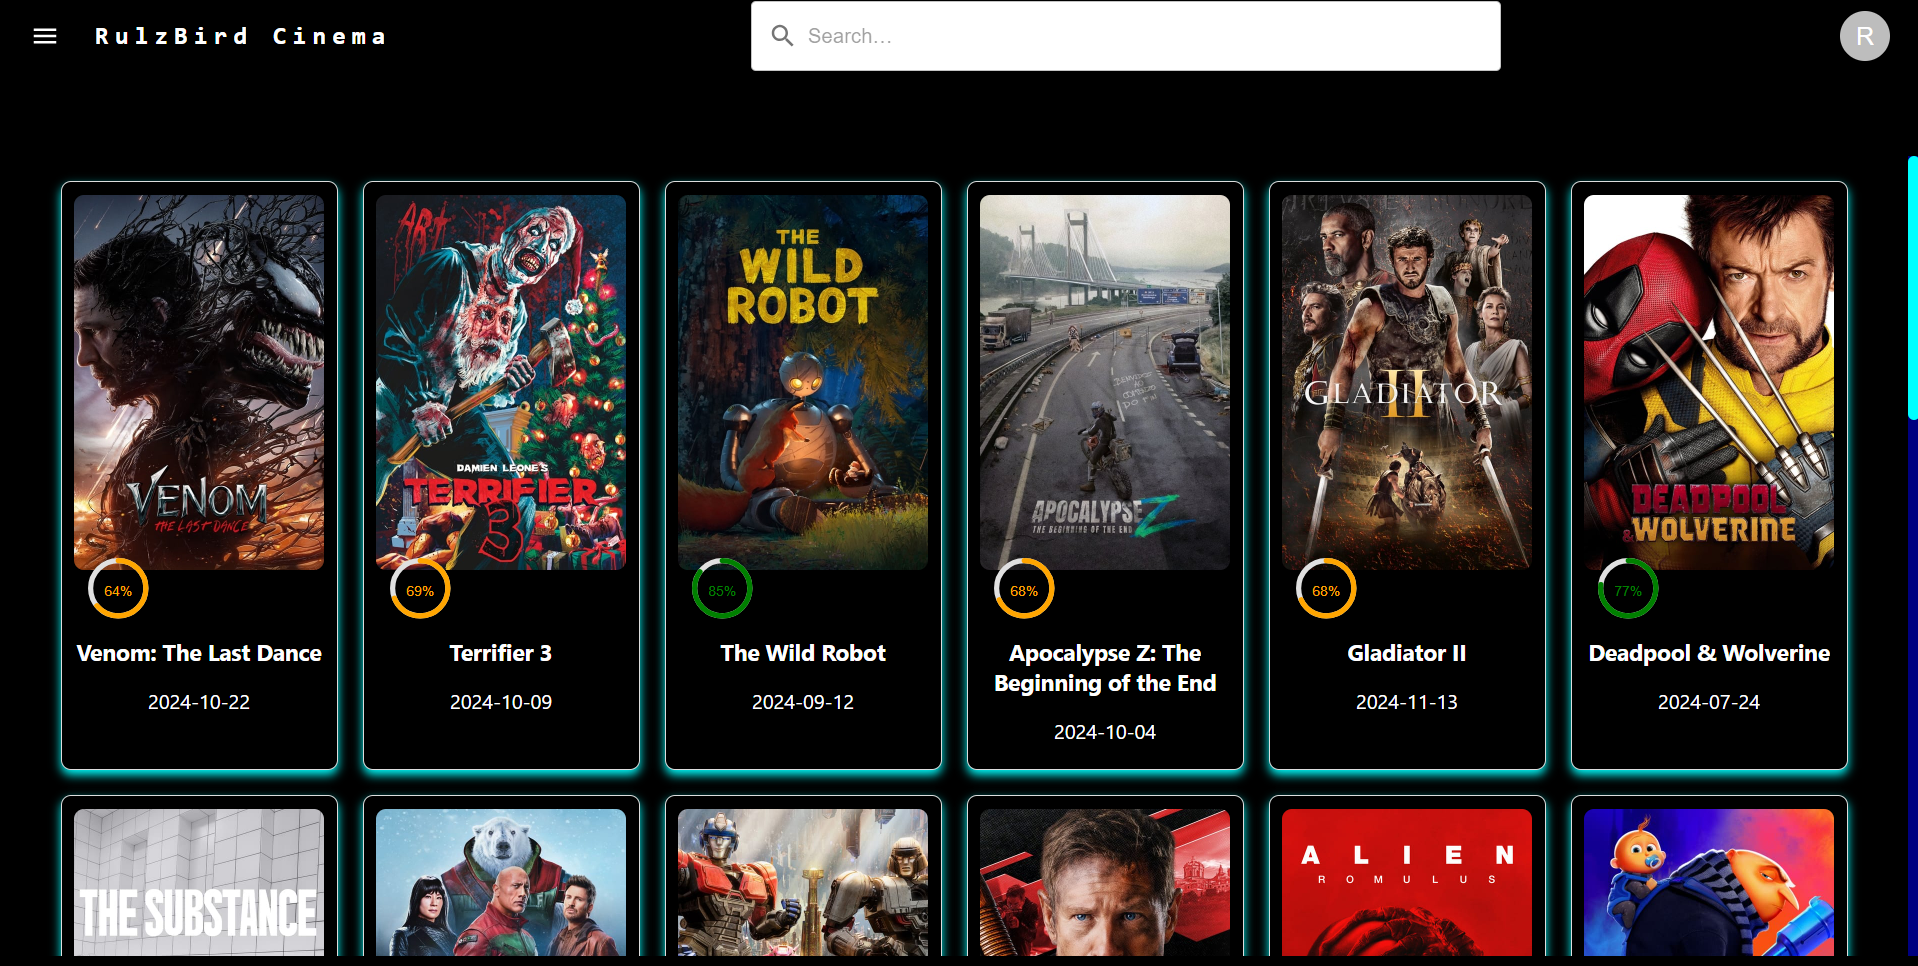 RulzBird Cinema
Search...
R
VENOM
THE LAST DANCE
64%
Venom: The Last Dance
2024-10-22
ART
DAMIEN LEONE'S
TERRIFIER
3
69%
Terrifier 3
2024-10-09
THE
WILD
ROBOT
85%
The Wild Robot
2024-09-12
APOCALYPSE Z
THE BEGINNING OF THE END
68%
Apocalypse Z: The
Beginning of the End
2024-10-04
GLADIATOR
II
68%
Gladiator II
2024-11-13
DEADPOOL
& WOLVERINE
77%
Deadpool & Wolverine
2024-07-24
THE SUBSTANCE
ALIEN
ROMULUS